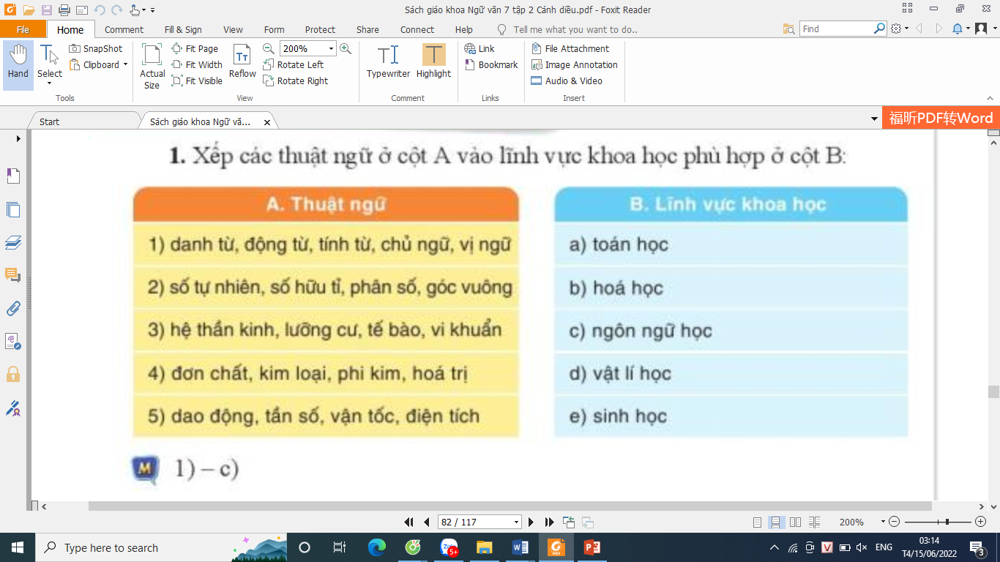 Sách giáo khoa Ngữ văn 7 tập 2 Cánh diều.pdf - Foxit Reader
File Home Comment Fill & Sign View Form Protect Share Connect Help Tell me what you want to do.. Find
Hand
Select
SnapShot
Clipboard
Tools
Actual Size
Fit Page
Fit Width
Fit Visible
Reflow
200%
Rotate Left
Rotate Right
View
Typewriter
Highlight
Comment
Link
Bookmark
Links
File Attachment
Image Annotation
Audio & Video
Insert
Start
Sách giáo khoa Ngữ vă...
福昕PDF转Word
1. Xếp các thuật ngữ ở cột A vào lĩnh vực khoa học phù hợp ở cột B:
A. Thuật ngữ
1) danh từ, động từ, tính từ, chủ ngữ, vị ngữ
2) số tự nhiên, số hữu tỉ, phân số, góc vuông
3) hệ thần kinh, lưỡng cư, tế bào, vi khuẩn
4) đơn chất, kim loại, phi kim, hoá trị
5) dao động, tần số, vận tốc, điện tích
B. Lĩnh vực khoa học
a) toán học
b) hoá học
c) ngôn ngữ học
d) vật lí học
e) sinh học
M 1) – c)
82 / 117
200%
Type here to search
5+
ENG
03:14
T4/15/06/2022
3